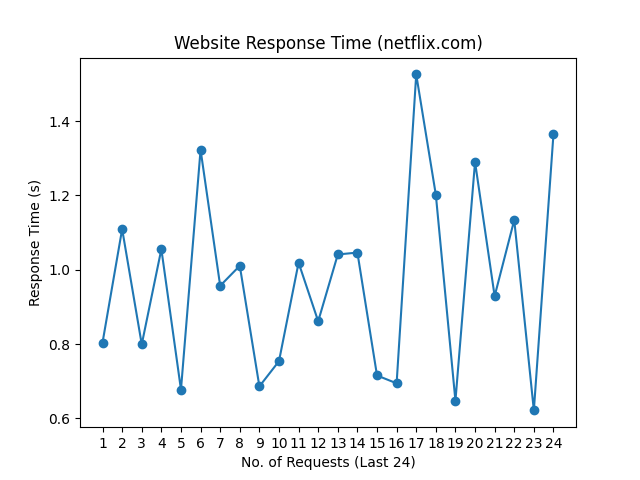 Website Response Time (netflix.com)
Response Time (s)
1.4
1.2
1.0
0.8
0.6
1 2 3 4 5 6 7 8 9 10 11 12 13 14 15 16 17 18 19 20 21 22 23 24
No. of Requests (Last 24)